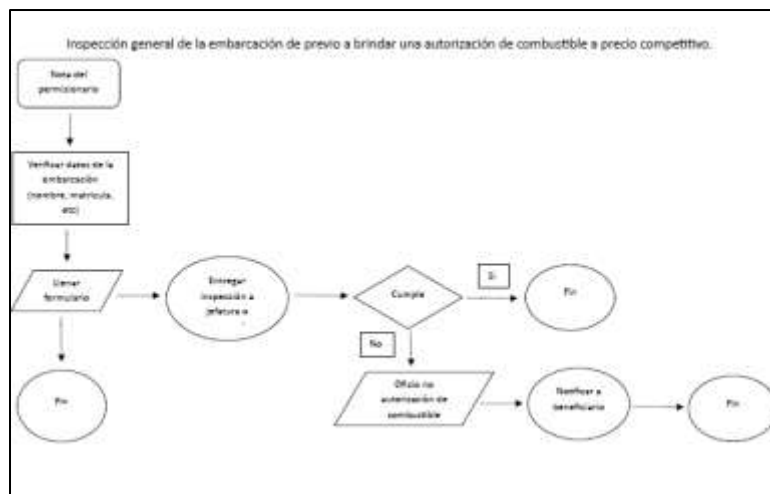 Inspección general de la embarcación de previo a brindar una autorización de combustible a precio competitivo.
Nota del
permisionario
Verificar datos de la
embarcación
(nombre, matricula,
etc)
Llenar
formulario
Entregar
inspección a
jefatura o
Cumple
Si
Fin
No
Fin
Oficio no
autorización de
combustible
Notificar a
beneficiario
Fin